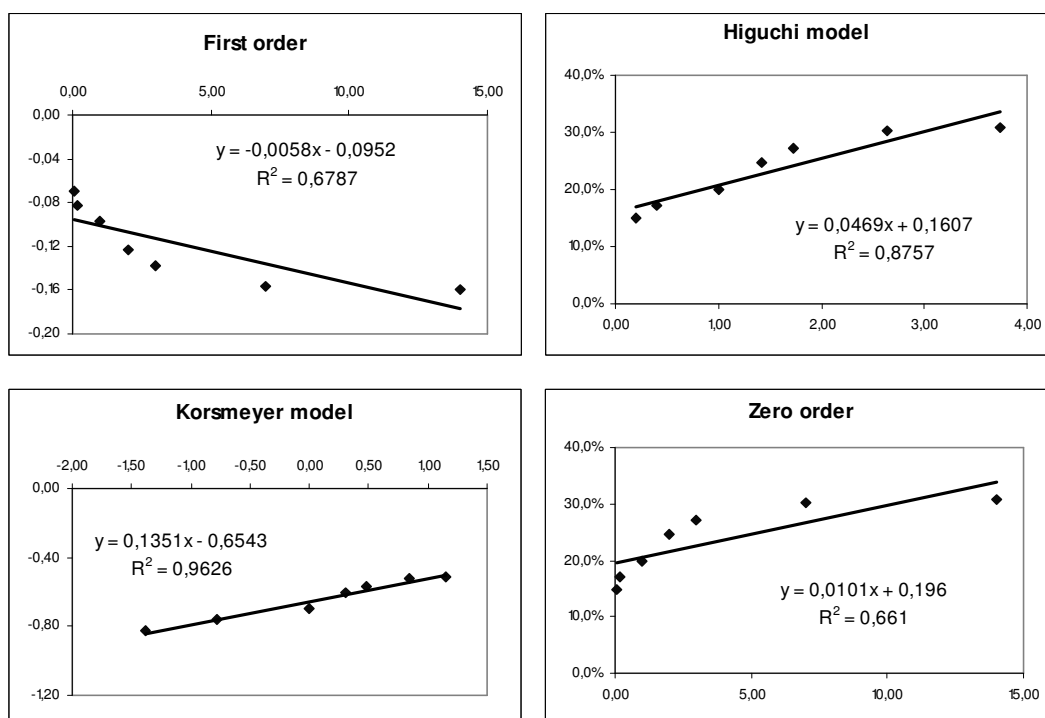 First order
0,00 5,00 10,00 15,00
0,00
-0,04
-0,08
-0,12
-0,16
-0,20
y = -0,0058x - 0,0952
R² = 0,6787
Higuchi model
40,0%
30,0%
20,0%
10,0%
0,0%
y = 0,0469x + 0,1607
R² = 0,8757
0,00 1,00 2,00 3,00 4,00
Korsmeyer model
-2,00 -1,50 -1,00 -0,50 0,00 0,50 1,00 1,50
0,00
-0,40
-0,80
-1,20
y = 0,1351x - 0,6543
R² = 0,9626
Zero order
40,0%
30,0%
20,0%
10,0%
0,0%
y = 0,0101x + 0,196
R² = 0,661
0,00 5,00 10,00 15,00